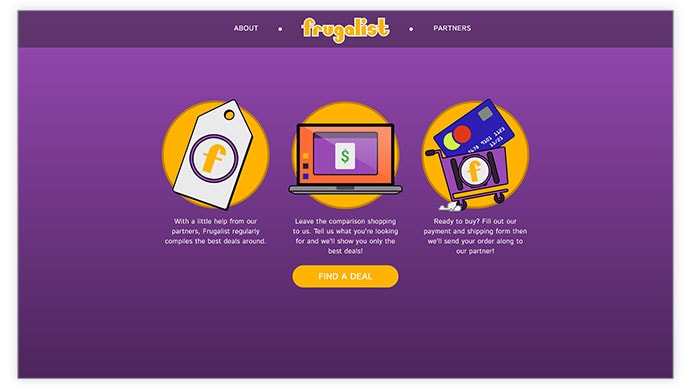 ABOUT
frugalist
PARTNERS
f
$
f
With a little help from our
partners, Frugalist regularly
compiles the best deals around.
Leave the comparison shopping
to us. Tell us what you're looking
for and we'll show you only the
best deals!
Ready to buy? Fill out our
payment and shipping form then
we'll send your order along to
our partner!
FIND A DEAL